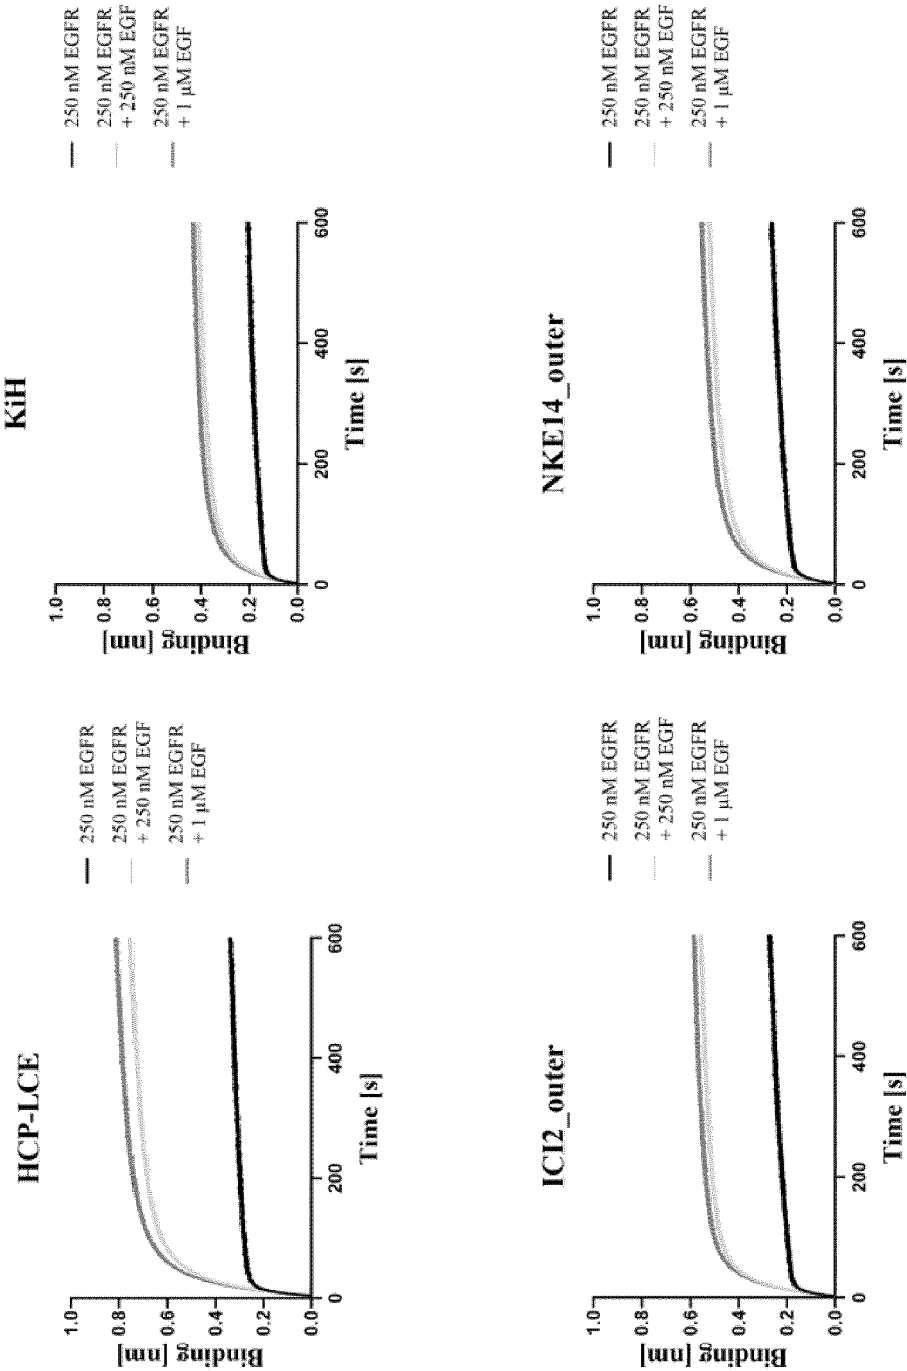 HCP-LCE
Binding [nm]
1.0
0.8
0.6
0.4
0.2
0.0
0
200
400
600
Time [s]
250 nM EGFR
250 nM EGFR
+ 250 nM EGF
250 nM EGFR
+ 1 µM EGF
KiH
Binding [nm]
1.0
0.8
0.6
0.4
0.2
0.0
0
200
400
600
Time [s]
250 nM EGFR
250 nM EGFR
+ 250 nM EGF
250 nM EGFR
+ 1 µM EGF
ICI2_outer
Binding [nm]
1.0
0.8
0.6
0.4
0.2
0.0
0
200
400
600
Time [s]
250 nM EGFR
250 nM EGFR
+ 250 nM EGF
250 nM EGFR
+ 1 µM EGF
NKE14_outer
Binding [nm]
1.0
0.8
0.6
0.4
0.2
0.0
0
200
400
600
Time [s]
250 nM EGFR
250 nM EGFR
+ 250 nM EGF
250 nM EGFR
+ 1 µM EGF